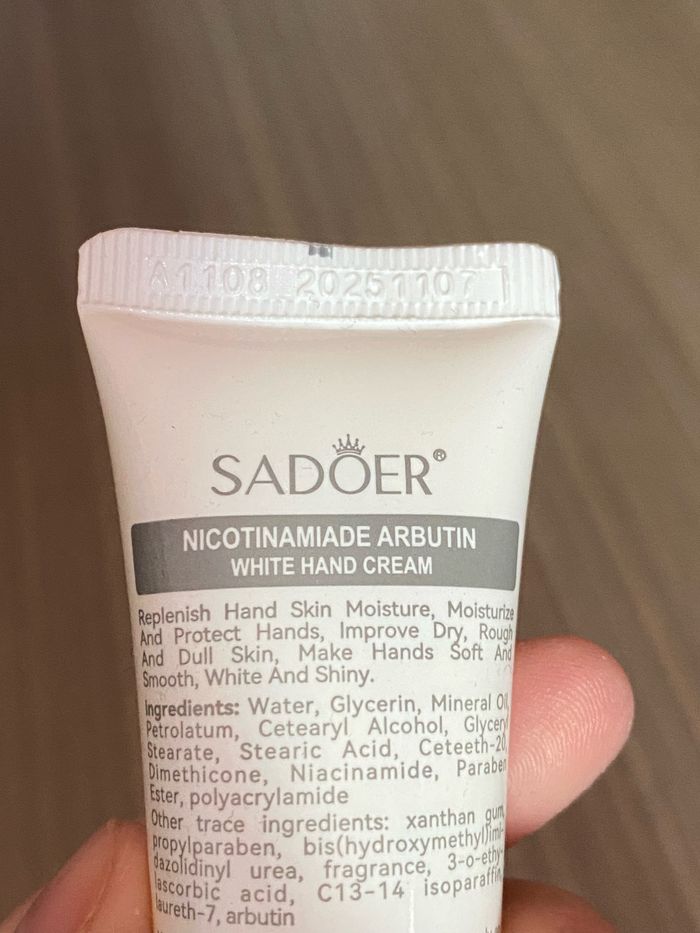 A1108 20251107
SADOER®
NICOTINAMIADE ARBUTIN
WHITE HAND CREAM
Replenish Hand Skin Moisture, Moisturize
And Protect Hands, Improve Dry, Rough
And Dull Skin, Make Hands Soft And
Smooth, White And Shiny.
Ingredients: Water, Glycerin, Mineral Oil,
Petrolatum, Cetearyl Alcohol, Glyceryl
Stearate, Stearic Acid, Ceteeth-20,
Dimethicone, Niacinamide, Paraben
Ester, polyacrylamide
Other trace ingredients: xanthan gum,
propylparaben, bis(hydroxymethyl)imi-
dazolidinyl urea, fragrance, 3-o-ethy-
lascorbic acid, C13-14 isoparaffin,
laureth-7, arbutin